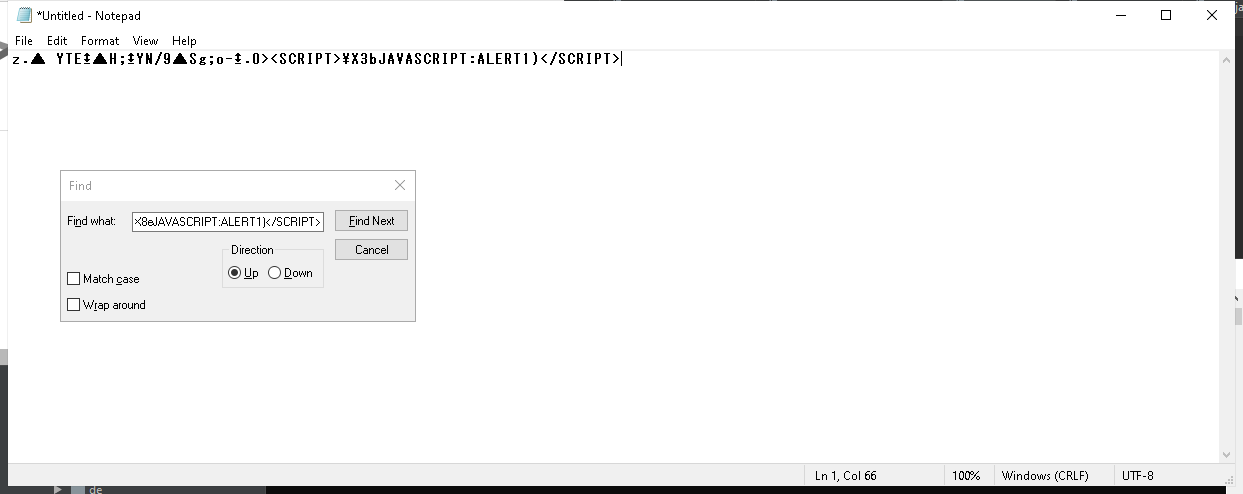 *Untitled - Notepad
File Edit Format View Help
z.▲ YTE‡▲H;‡YN/9▲Sg;o-‡.O><SCRIPT>¥X3bJAVASCRIPT:ALERT1)</SCRIPT>
Find
Find what: X8eJAVASCRIPT:ALERT1)</SCRIPT> Find Next
Direction Cancel
Up Down
Match case
Wrap around
Ln 1, Col 66 100% Windows (CRLF) UTF-8
de